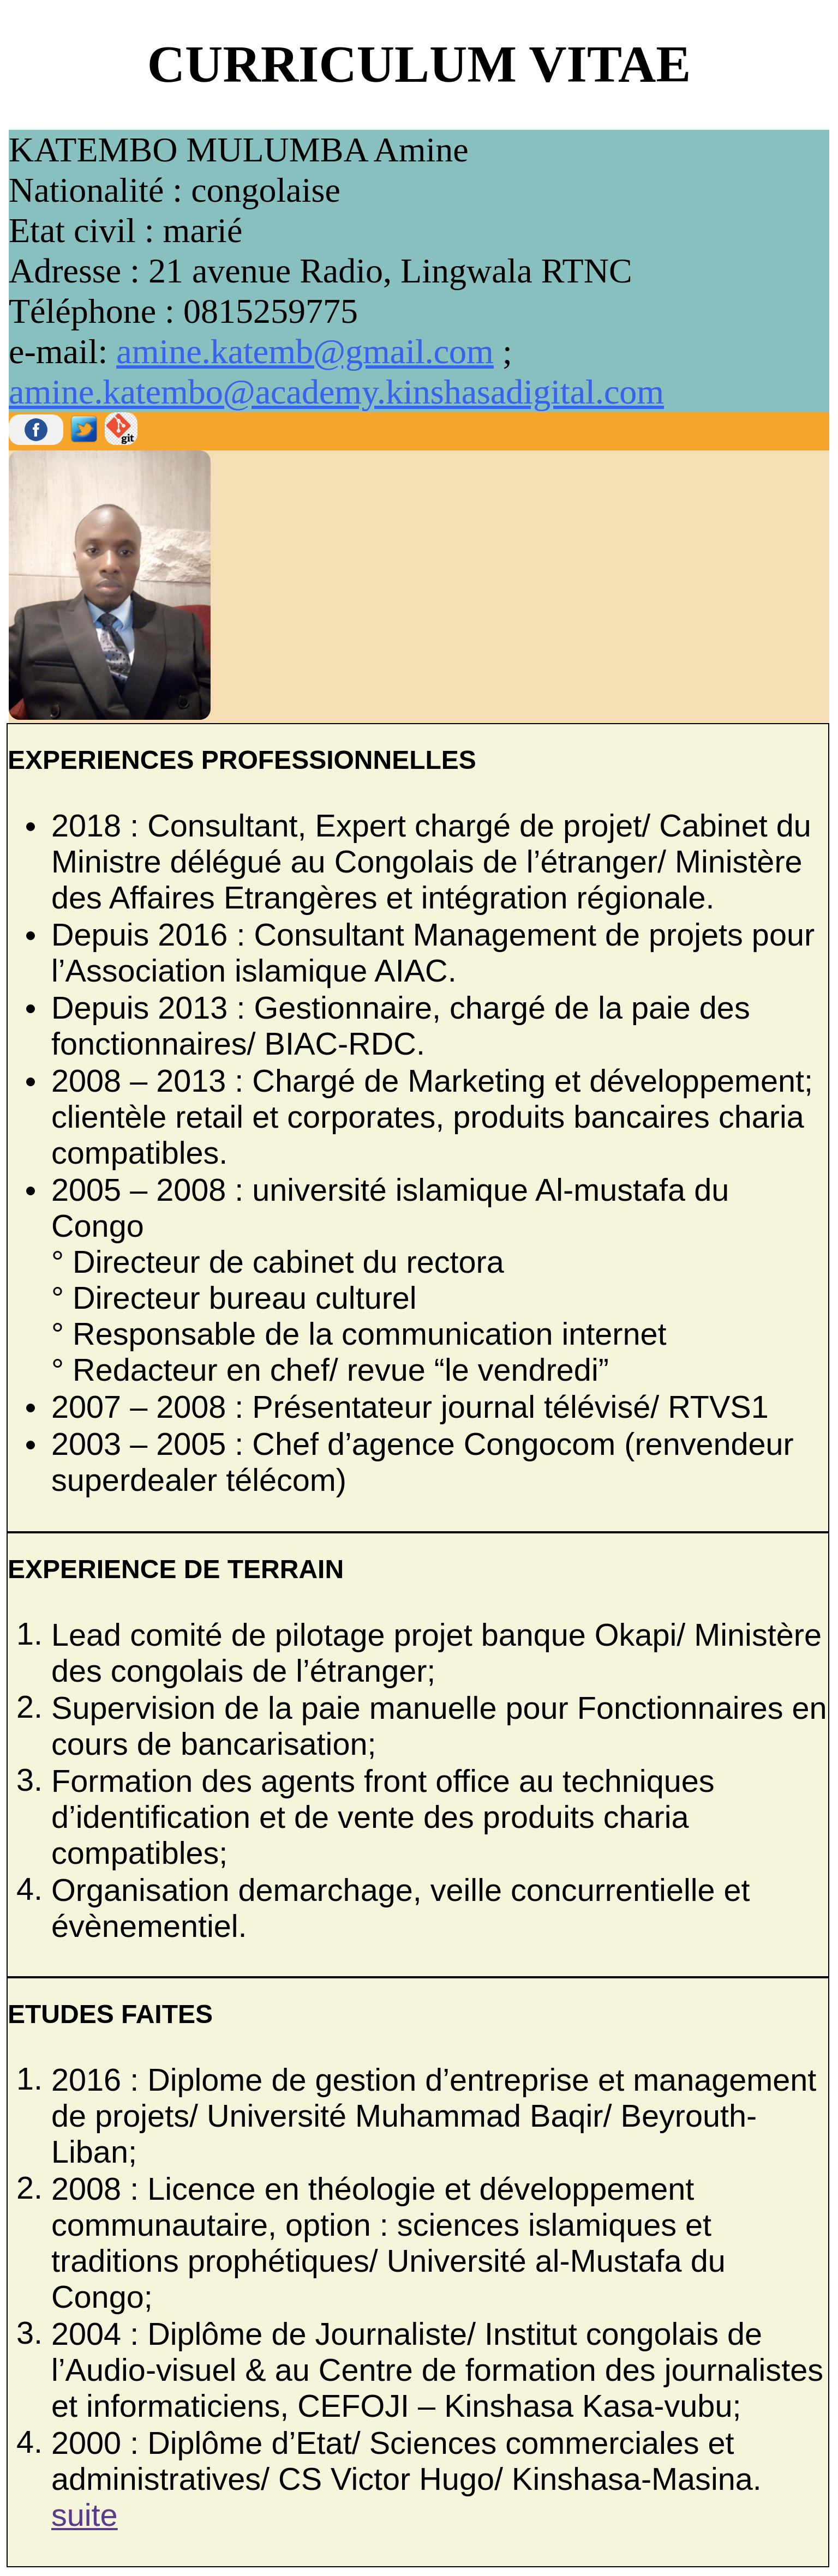 CURRICULUM VITAE
KATEMBO MULUMBA Amine
Nationalité : congolaise
Etat civil : marié
Adresse : 21 avenue Radio, Lingwala RTNC
Téléphone : 0815259775
e-mail: amine.katemb@gmail.com ;
amine.katembo@academy.kinshasadigital.com
git
EXPERIENCES PROFESSIONNELLES
• 2018 : Consultant, Expert chargé de projet/ Cabinet du
Ministre délégué au Congolais de l’étranger/ Ministère
des Affaires Etrangères et intégration régionale.
• Depuis 2016 : Consultant Management de projets pour
l’Association islamique AIAC.
• Depuis 2013 : Gestionnaire, chargé de la paie des
fonctionnaires/ BIAC-RDC.
• 2008 – 2013 : Chargé de Marketing et développement;
clientèle retail et corporates, produits bancaires charia
compatibles.
• 2005 – 2008 : université islamique Al-mustafa du
Congo
° Directeur de cabinet du rectora
° Directeur bureau culturel
° Responsable de la communication internet
° Redacteur en chef/ revue “le vendredi”
• 2007 – 2008 : Présentateur journal télévisé/ RTVS1
• 2003 – 2005 : Chef d’agence Congocom (renvendeur
superdealer télécom)
EXPERIENCE DE TERRAIN
1. Lead comité de pilotage projet banque Okapi/ Ministère
des congolais de l’étranger;
2. Supervision de la paie manuelle pour Fonctionnaires en
cours de bancarisation;
3. Formation des agents front office au techniques
d’identification et de vente des produits charia
compatibles;
4. Organisation demarchage, veille concurrentielle et
évènementiel.
ETUDES FAITES
1. 2016 : Diplome de gestion d’entreprise et management
de projets/ Université Muhammad Baqir/ Beyrouth-
Liban;
2. 2008 : Licence en théologie et développement
communautaire, option : sciences islamiques et
traditions prophétiques/ Université al-Mustafa du
Congo;
3. 2004 : Diplôme de Journaliste/ Institut congolais de
l’Audio-visuel & au Centre de formation des journalistes
et informaticiens, CEFOJI – Kinshasa Kasa-vubu;
4. 2000 : Diplôme d’Etat/ Sciences commerciales et
administratives/ CS Victor Hugo/ Kinshasa-Masina.
suite